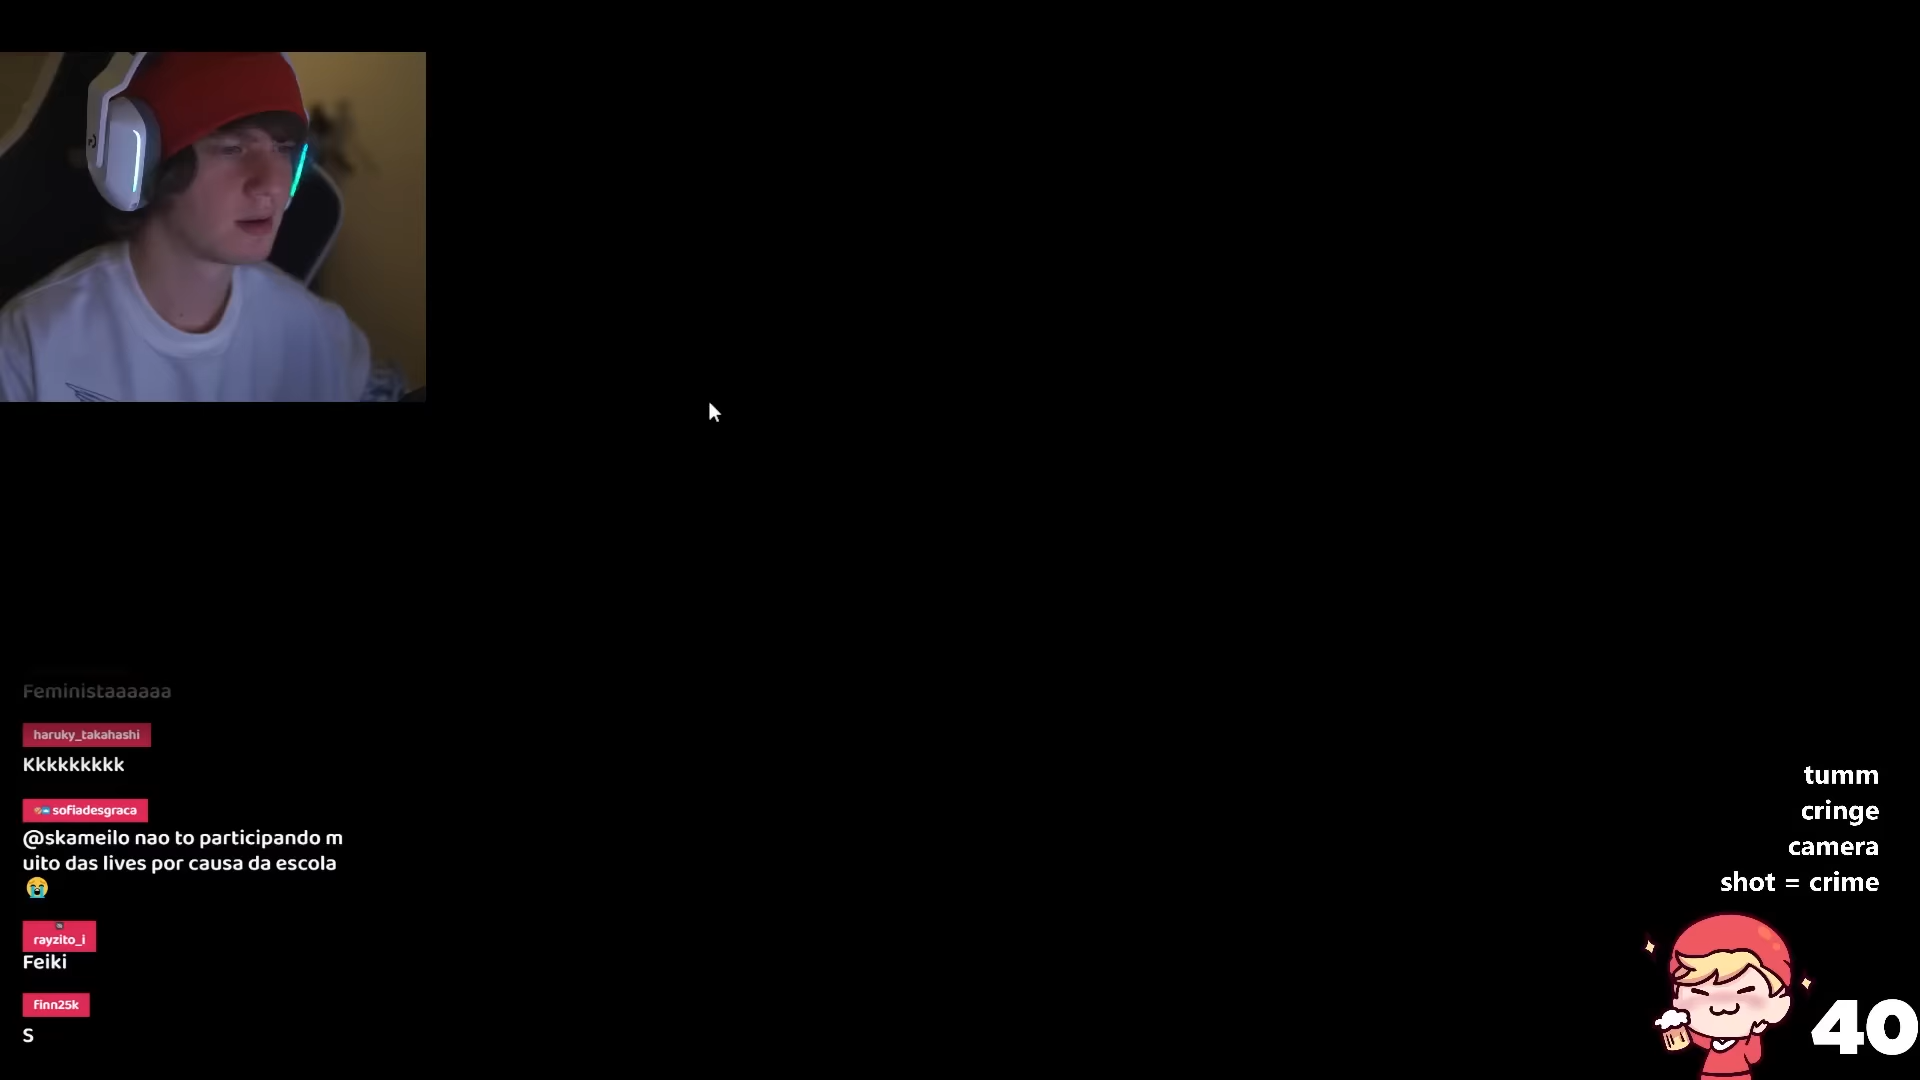 Feministaaaaaa
haruky_takahashi
Kkkkkkkkk
sofiadesgraca
@skameilo nao to participando m
uito das lives por causa da escola
rayzito_i
Feiki
finn25k
S
tumm
cringe
camera
shot = crime
40